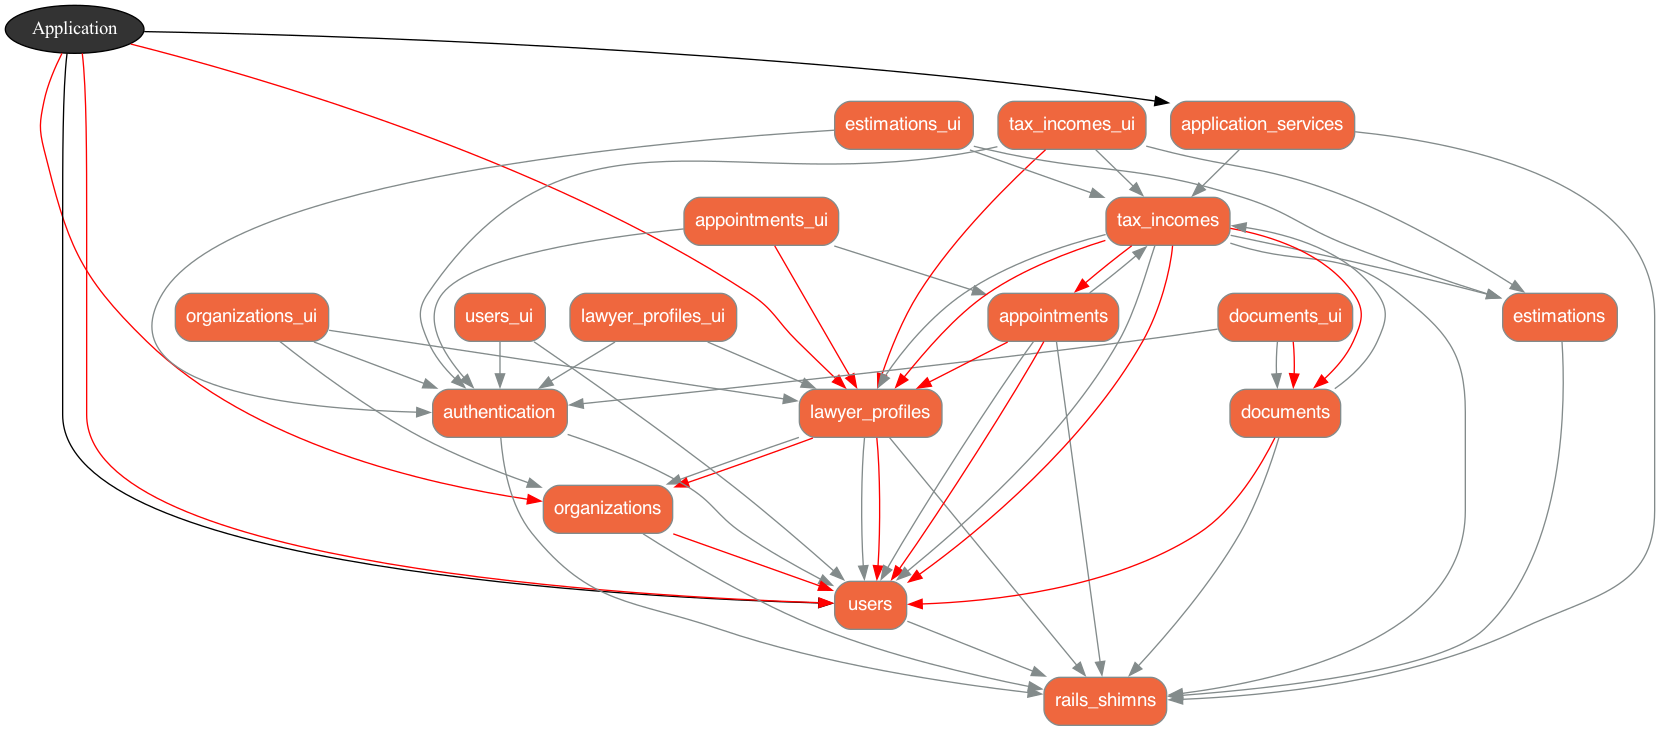 Application
estimations_ui
tax_incomes_ui
application_services
appointments_ui
tax_incomes
organizations_ui
users_ui
lawyer_profiles_ui
appointments
documents_ui
estimations
authentication
lawyer_profiles
documents
organizations
users
rails_shimns